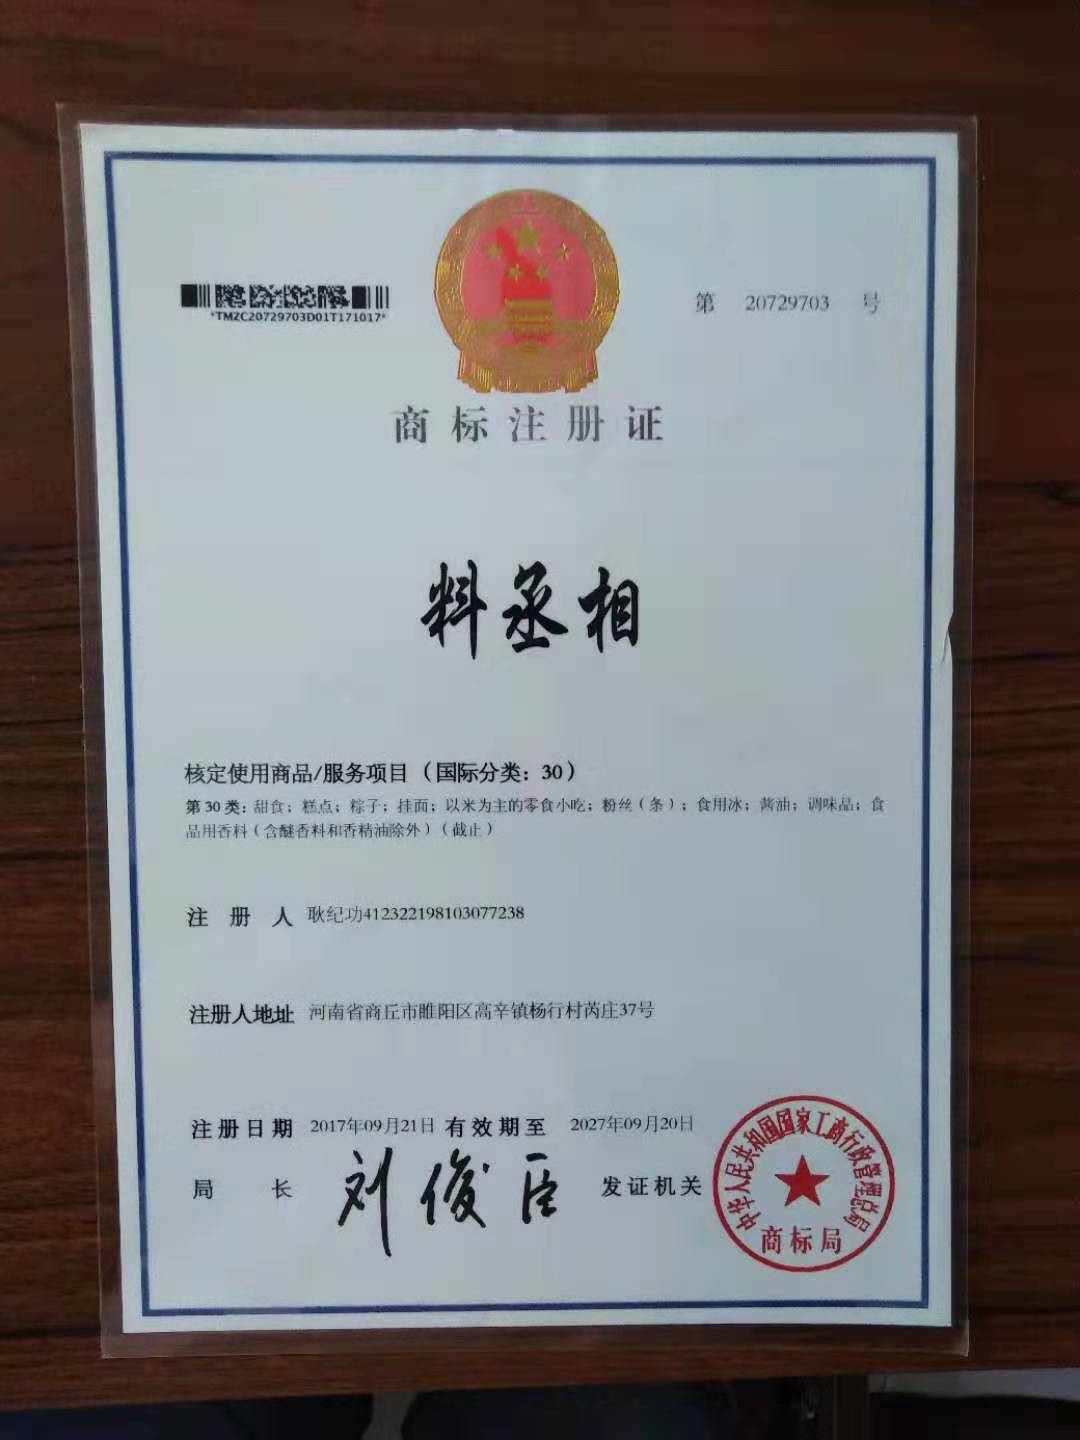 *TMZC20729703D01T171017*
第 20729703 号
商标注册证
料丞相
核定使用商品/服务项目（国际分类：30）
第 30 类：甜食；糕点；粽子；挂面；以米为主的零食小吃；粉丝（条）；食用冰；酱油；调味品；食
品用香料（含醚香料和香精油除外）（截止）
注册人 耿纪功412322198103077238
注册人地址 河南省商丘市睢阳区高辛镇杨行村芮庄37号
注册日期 2017年09月21日 有效期至 2027年09月20日
局长 刘俊臣 发证机关
中华人民共和国国家工商行政管理总局
商标局